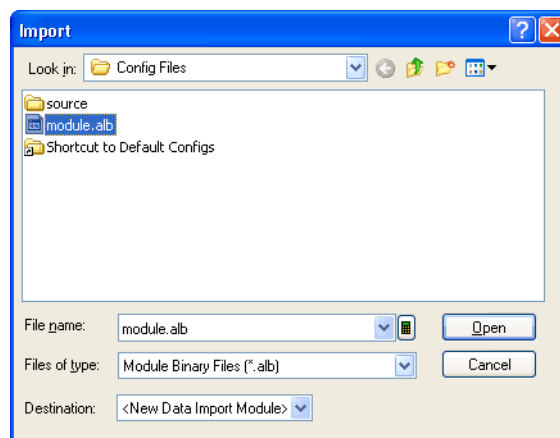 Import
Look in: Config Files
source
module.alb
Shortcut to Default Configs
File name: module.alb Open
Files of type: Module Binary Files (*.alb) Cancel
Destination: <New Data Import Module>